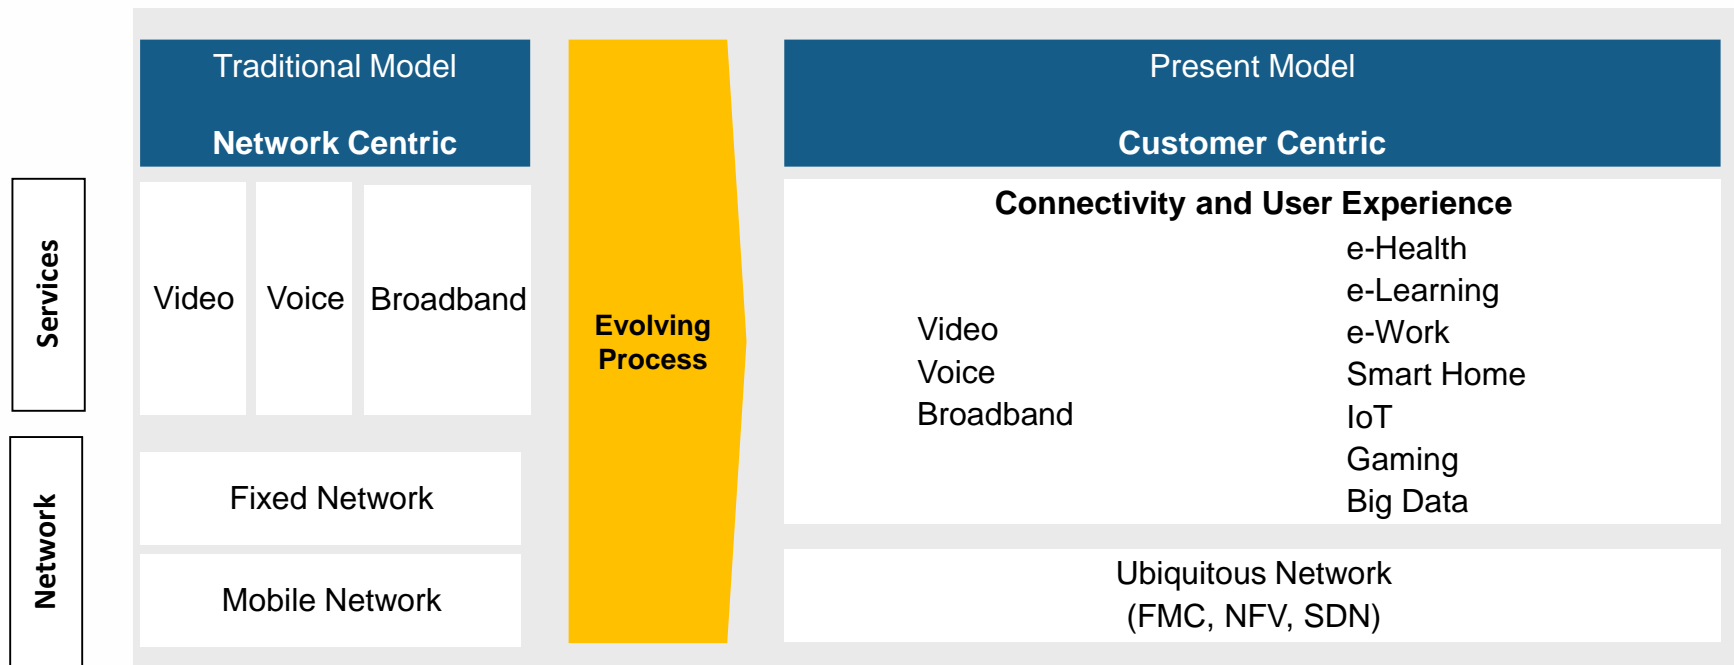 Traditional Model
Network Centric
Present Model
Customer Centric
Services
Video
Voice
Broadband
Evolving
Process
Connectivity and User Experience
Video
Voice
Broadband
e-Health
e-Learning
e-Work
Smart Home
IoT
Gaming
Big Data
Network
Fixed Network
Mobile Network
Ubiquitous Network
(FMC, NFV, SDN)